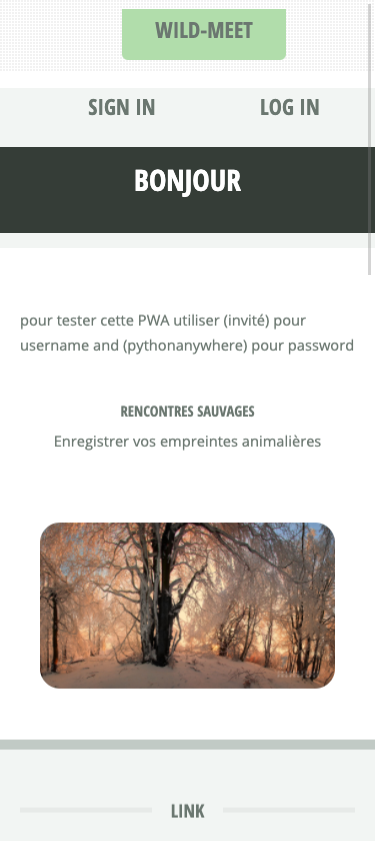 WILD-MEET
SIGN IN
LOG IN
BONJOUR
pour tester cette PWA utiliser (invité) pour
username and (pythonanywhere) pour password
RENCONTRES SAUVAGES
Enregistrer vos empreintes animalières
LINK